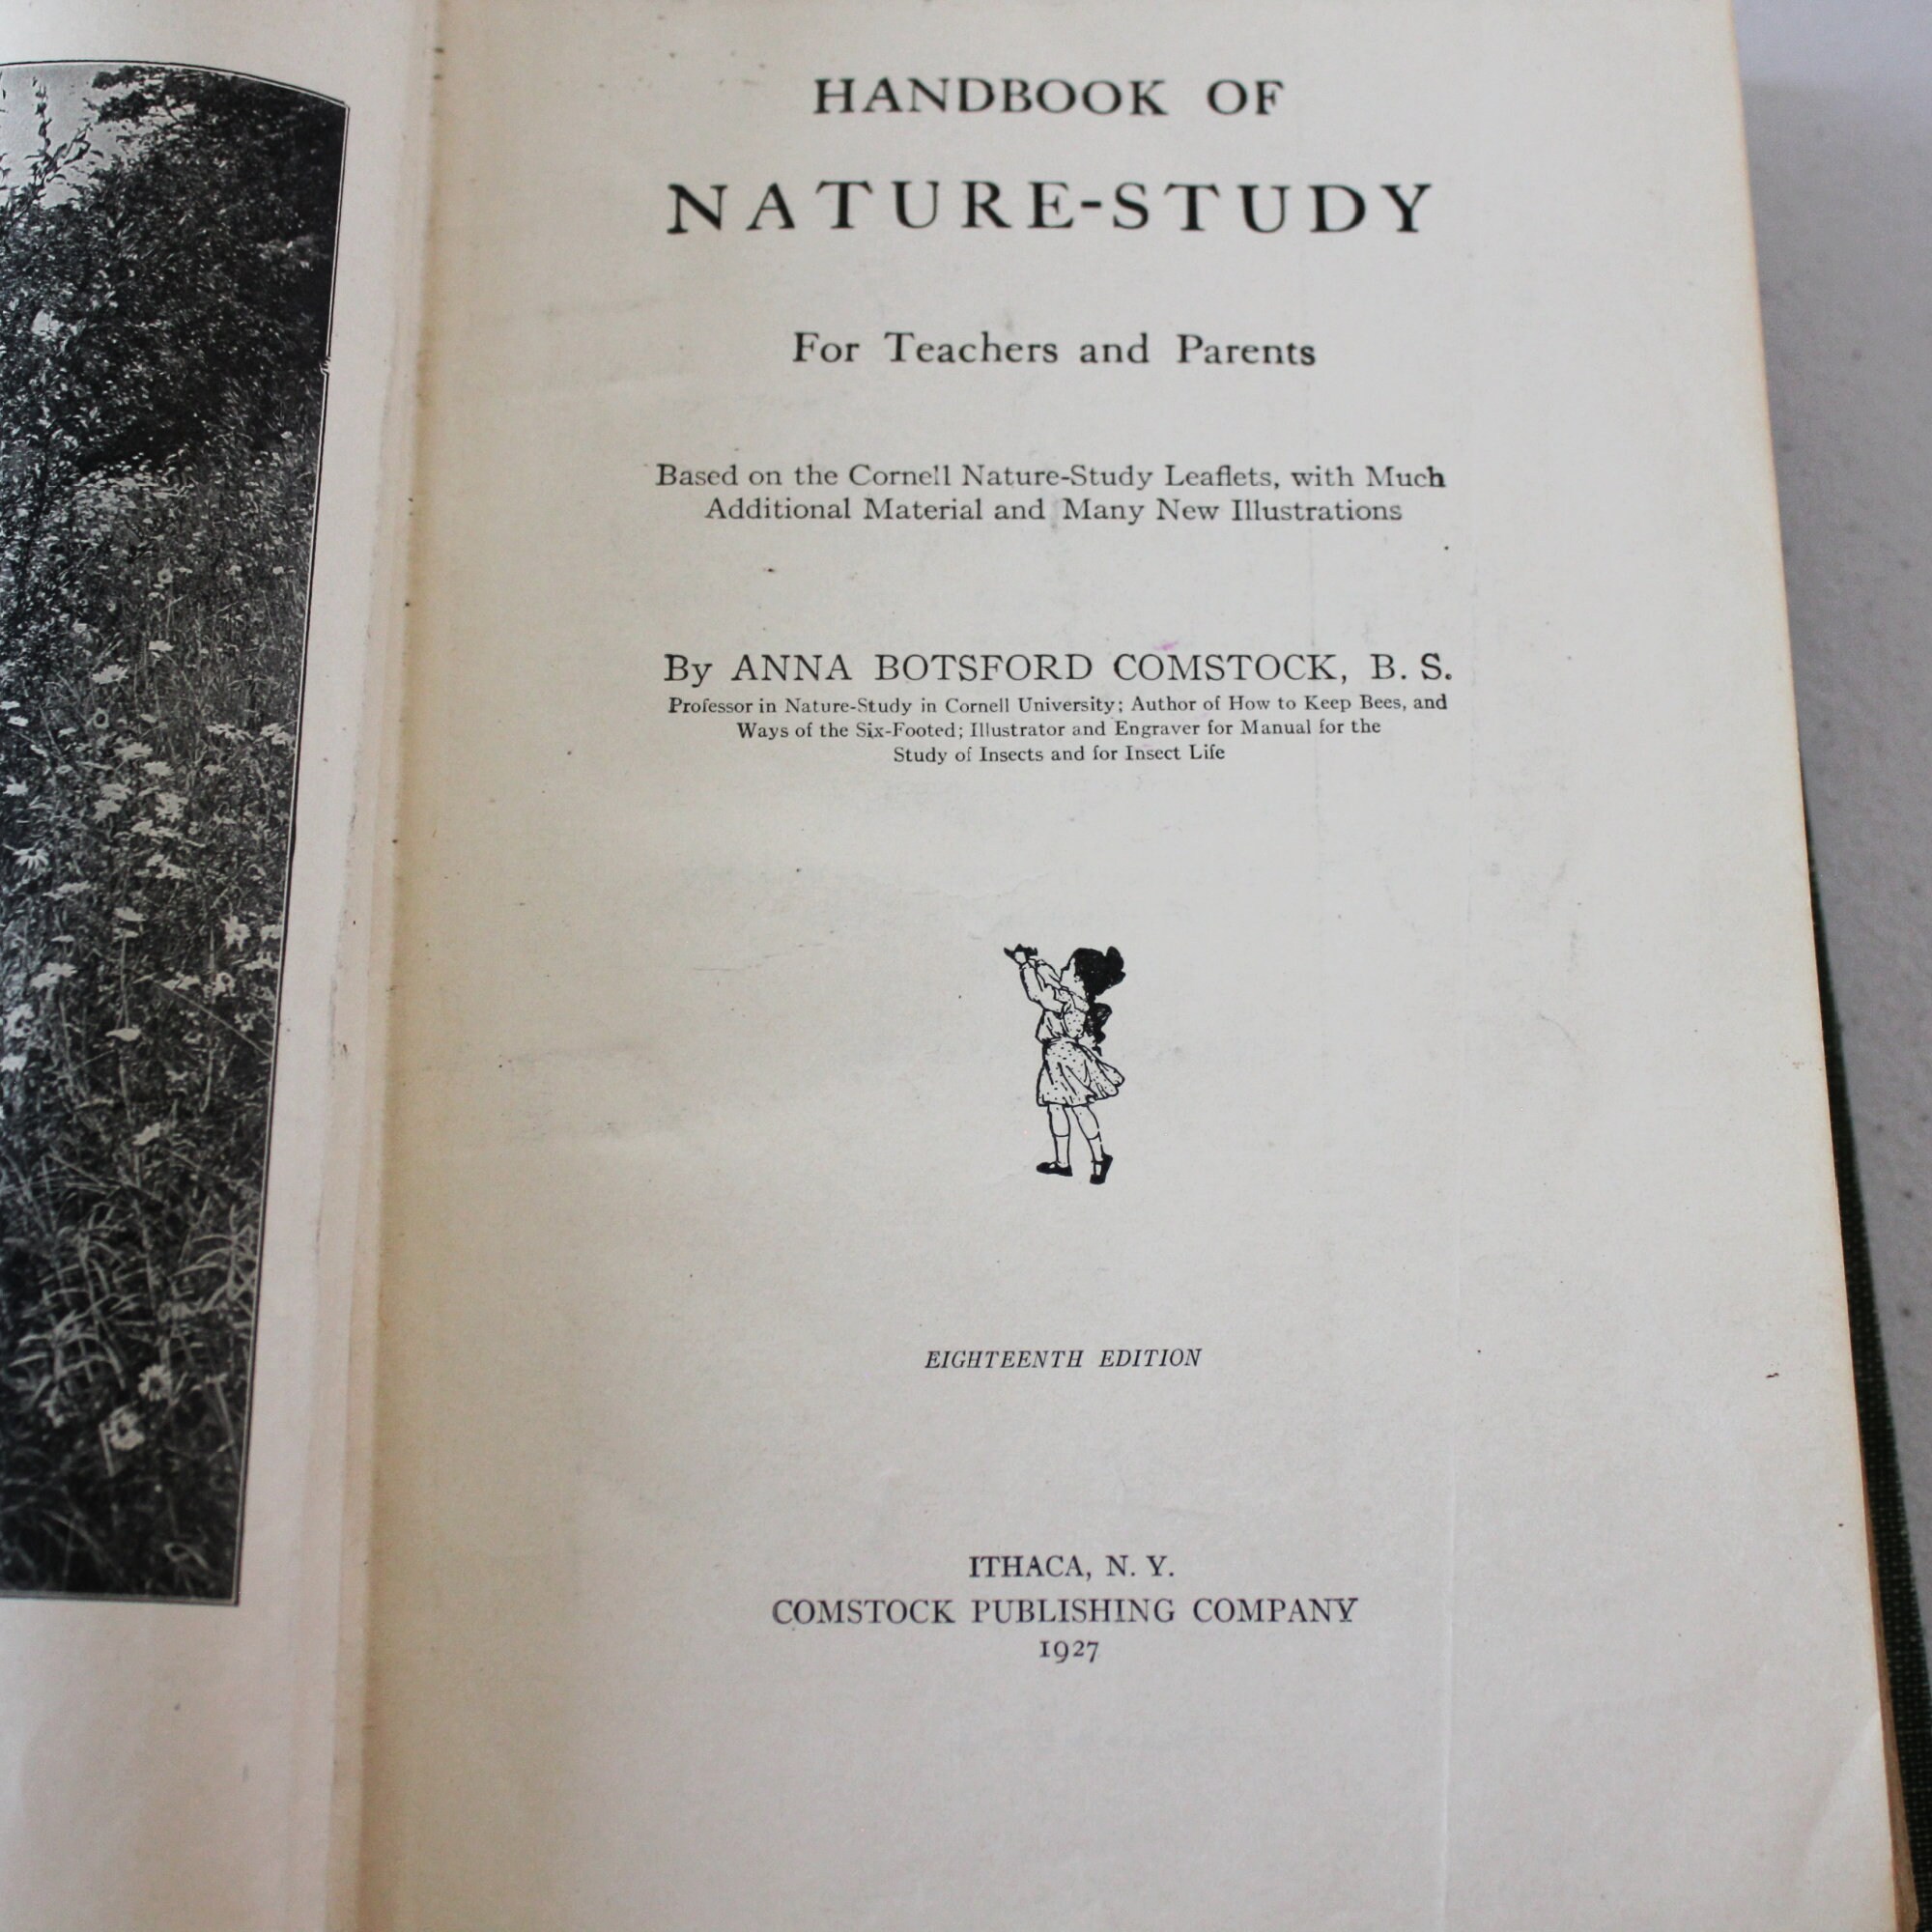 HANDBOOK OF
NATURE-STUDY
For Teachers and Parents
Based on the Cornell Nature-Study Leaflets, with Much
Additional Material and Many New Illustrations
By ANNA BOTSFORD COMSTOCK, B. S.
Professor in Nature-Study in Cornell University; Author of How to Keep Bees, and
Ways of the Six-Footed; Illustrator and Engraver for Manual for the
Study of Insects and for Insect Life
EIGHTEENTH EDITION
ITHACA, N. Y.
COMSTOCK PUBLISHING COMPANY
1927